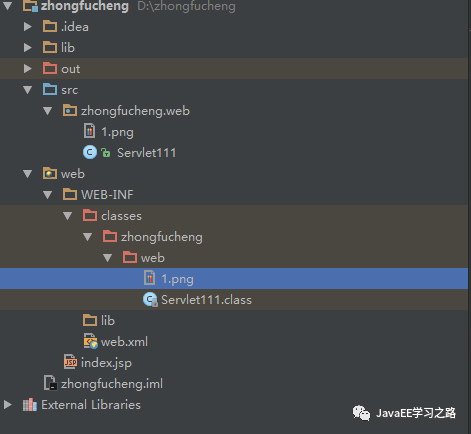 zhongfucheng D:\zhongfucheng
.idea
lib
out
src
zhongfucheng.web
1.png
Servlet111
web
WEB-INF
classes
zhongfucheng
web
1.png
Servlet111.class
lib
web.xml
index.jsp
zhongfucheng.iml
External Libraries
JavaEE学习之路